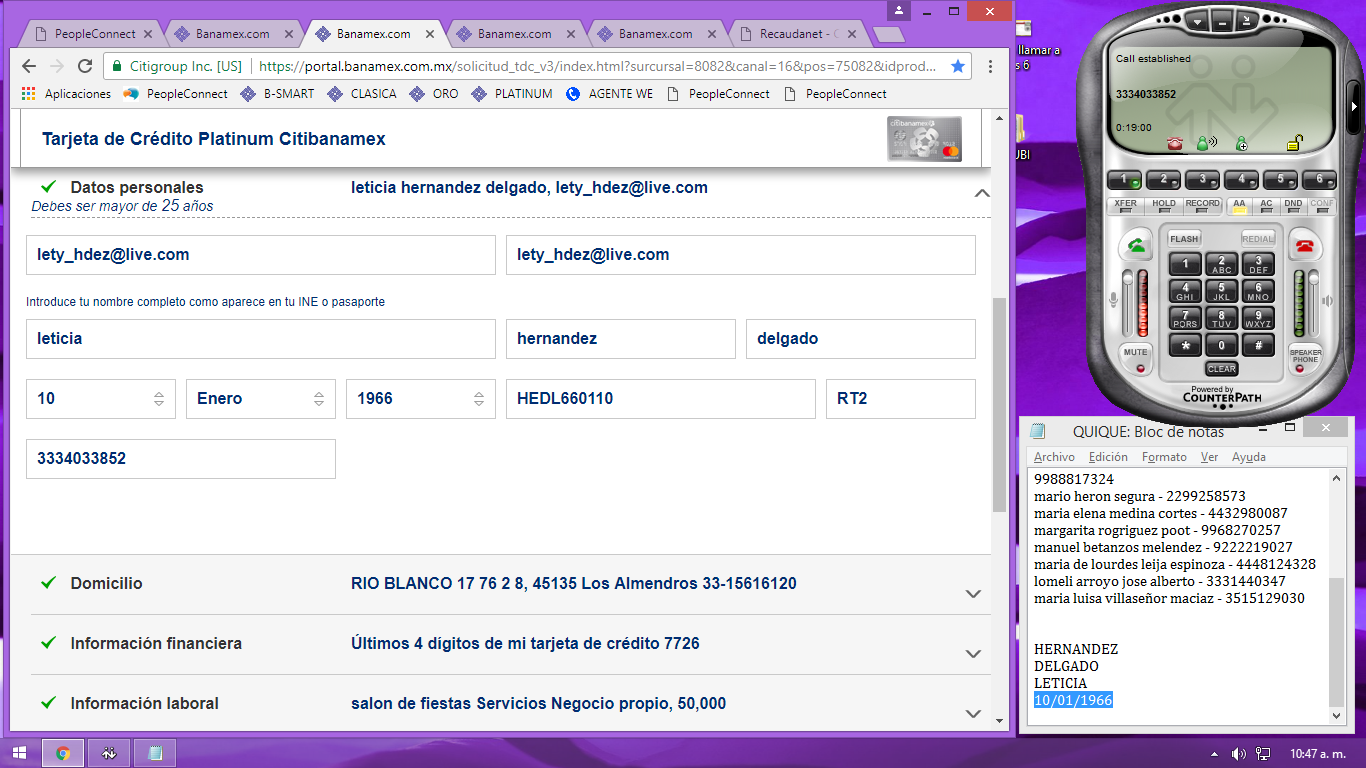 PeopleConnect
Banamex.com
Banamex.com
Banamex.com
Banamex.com
Recaudanet - C
Citigroup Inc. [US]
https://portal.banamex.com.mx/solicitud_tdc_v3/index.html?surcursal=8082&canal=16&pos=75082&idprod...
Aplicaciones PeopleConnect B-SMART CLASICA ORO PLATINUM AGENTE WE PeopleConnect PeopleConnect
Tarjeta de Crédito Platinum Citibanamex
citibanamex
Datos personales leticia hernandez delgado, lety_hdez@live.com
Debes ser mayor de 25 años
lety_hdez@live.com lety_hdez@live.com
Introduce tu nombre completo como aparece en tu INE o pasaporte
leticia hernandez delgado
10 Enero 1966 HEDL660110 RT2
3334033852
Domicilio RIO BLANCO 17 76 2 8, 45135 Los Almendros 33-15616120
Información financiera Últimos 4 dígitos de mi tarjeta de crédito 7726
Información laboral salon de fiestas Servicios Negocio propio, 50,000
llamar a
s 6
UBI
Call established
3334033852
0:19:00
1 2 3 4 5 6
XFER HOLD RECORD AA AC DND CONF
FLASH REDIAL
1 2 ABC 3 DEF
4 GHI 5 JKL 6 MNO
7 PQRS 8 TUV 9 WXYZ
* 0 #
MUTE CLEAR SPEAKER PHONE
Powered by
COUNTERPATH
QUIQUE: Bloc de notas
Archivo Edición Formato Ver Ayuda
9988817324
mario heron segura - 2299258573
maria elena medina cortes - 4432980087
margarita rogriguez poot - 9968270257
manuel betanzos melendez - 9222219027
maria de lourdes leija espinoza - 4448124328
lomeli arroyo jose alberto - 3331440347
maria luisa villaseñor maciaz - 3515129030
HERNANDEZ
DELGADO
LETICIA
10/01/1966
10:47 a. m.